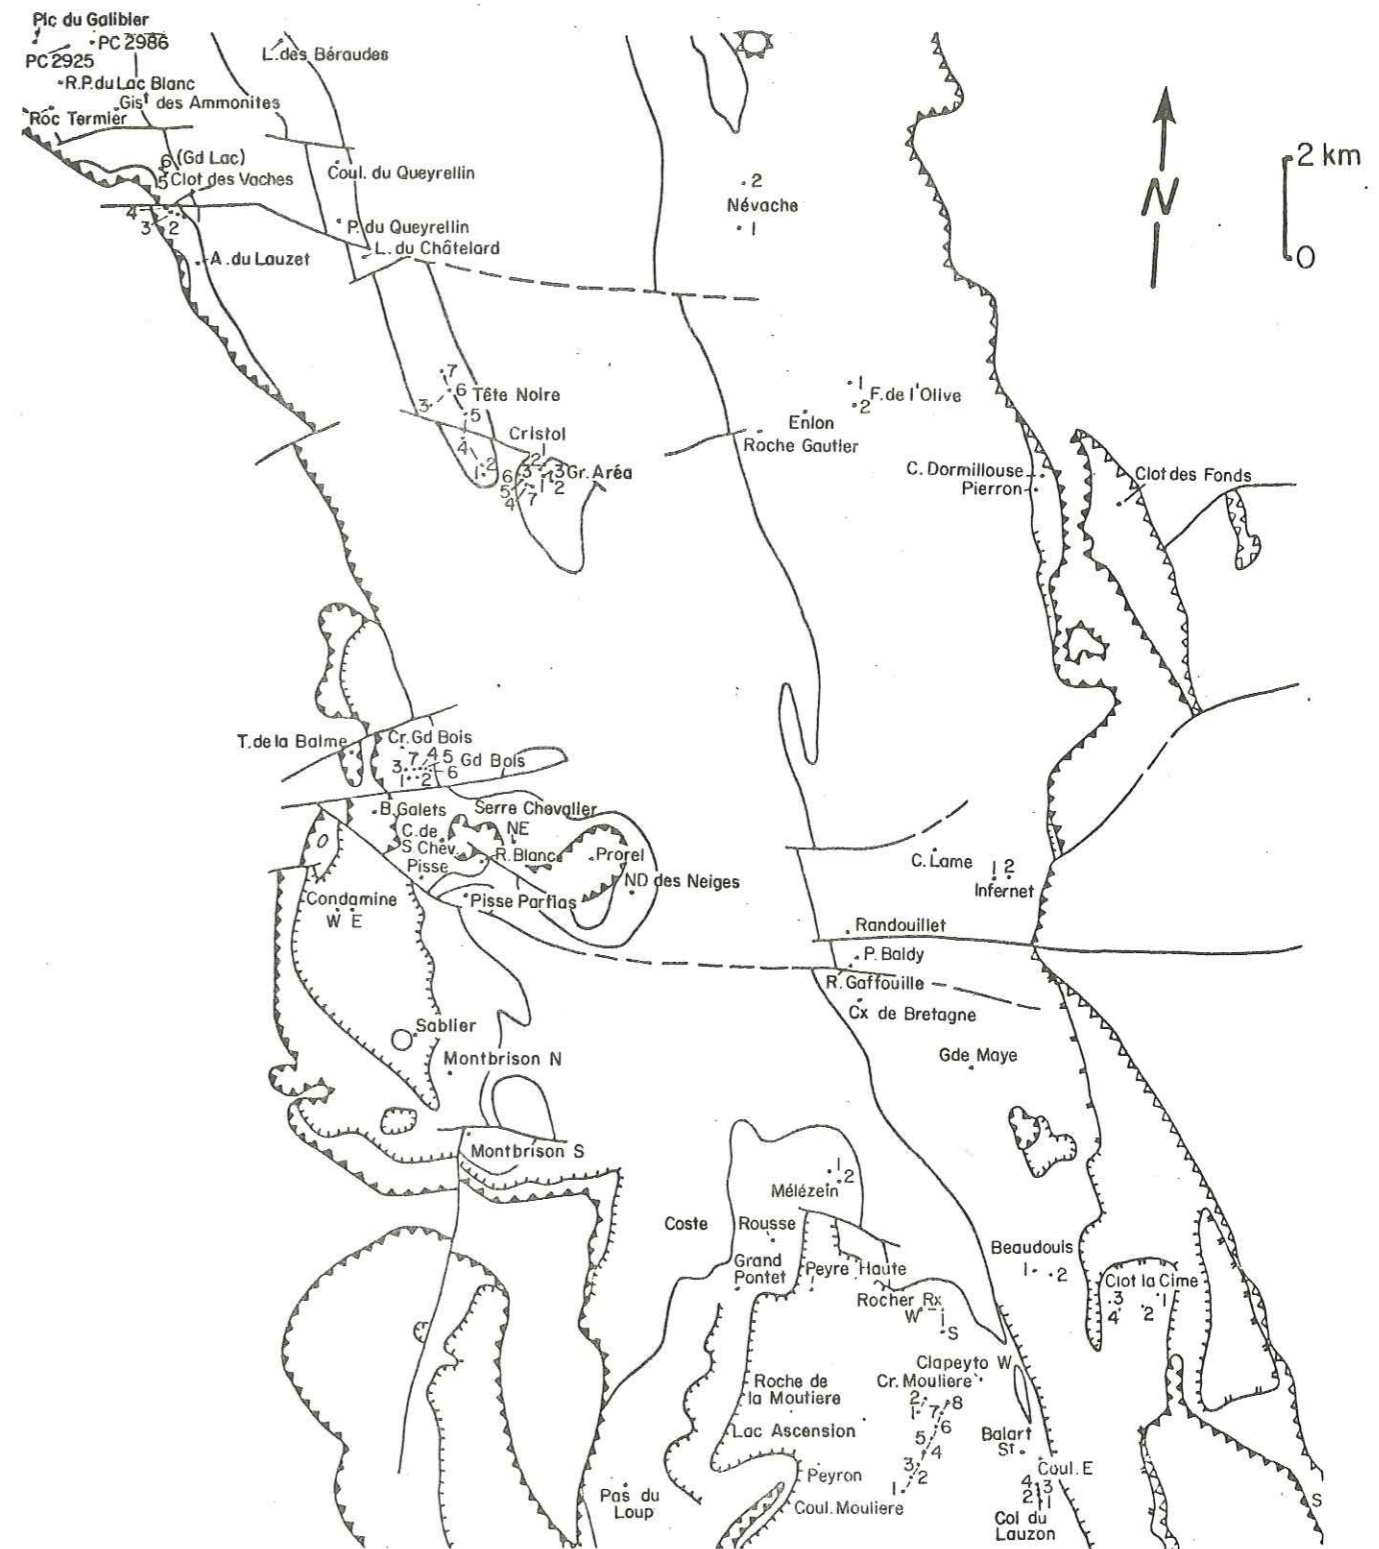 Pic du Galibier
PC 2986
PC 2925
L. des Béraudes
R.P. du Lac Blanc
Gis^t des Ammonites
Roc Termier
6 (Gd Lac)
5 Clot des Vaches
Coul. du Queyrellin
4
3 2
1
P. du Queyrellin
L. du Châtelard
A. du Lauzet
2
Névache
1
N
2 km
0
7
6 Tête Noire
3
5
4
1 2
Cristol
2
6 3 3 Gr. Aréa
5 1 2
4 7
1
2 F. de l'Olive
Enlon
Roche Gautier
C. Dormillouse
Pierron
Clot des Fonds
T. de la Balme
Cr. Gd Bois
7 4 5 Gd Bois
3
1 2 6
B. Galets
Serre Chevalier
NE
C. de
S. Chev.
R. Blanc
Prorel
Pisse
ND des Neiges
Condamine
W E
Pisse Parflas
C. Lame
1 2
Infernet
Randouillet
P. Baldy
R. Gaffouille
Cx de Bretagne
Sablier
Montbrison N
Gde Maye
Montbrison S
1
2
Mélézein
Coste Rousse
Grand
Pontet
Peyre Haute
Beaudouis
1 2
Clot la Cime
3 1
4 2
Rocher Rx
W
S
Clapeyto W
Roche de
la Moutiere
Cr. Mouliere
2 8
1 7
6
5
4
3
2
1
Lac Ascension
Balart
St
Peyron
Coul. E
Coul. Mouliere
4 3
2 1
Col du
Lauzon
Pas du
Loup
S